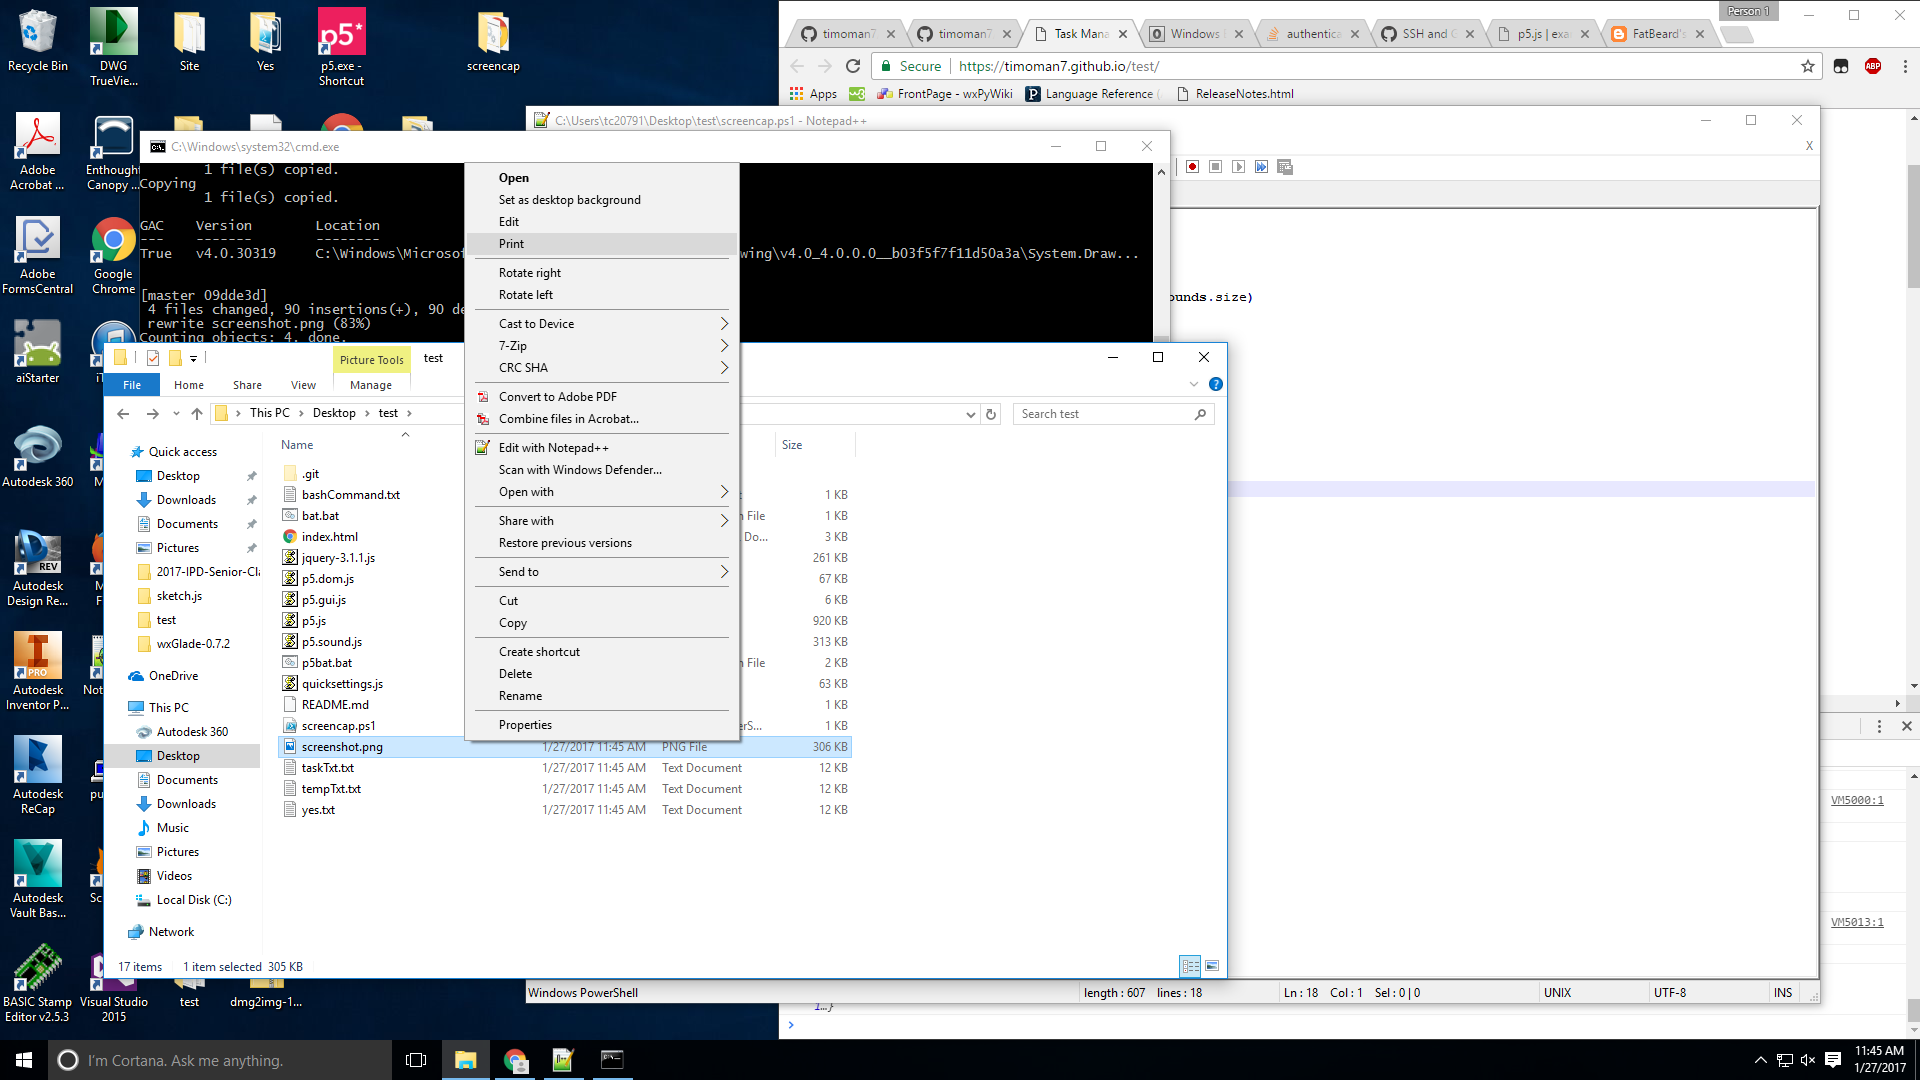 Person 1
timoman7
timoman7
Task Mana
Windows
authentica
SSH and
p5.js | exa
FatBeard's
Secure
https://timoman7.github.io/test/
ABP
Apps
FrontPage - wxPyWiki
Language Reference
ReleaseNotes.html
Recycle Bin
DWG
TrueView...
Site
Yes
p5*
p5.exe -
Shortcut
screencap
Adobe
Acrobat ...
Enthought
Canopy ...
Adobe
FormsCentral
Google
Chrome
aiStarter
Autodesk 360
Autodesk
Design Re...
Autodesk
Inventor P...
Autodesk
ReCap
Autodesk
Vault Bas...
BASIC Stamp
Editor v2.5.3
Visual Studio
2015
test
dmg2img-1...
C:\Users\tc20791\Desktop\test\screencap.ps1 - Notepad++
X
ounds.size)
C:\Windows\system32\cmd.exe
1 file(s) copied.
Copying
1 file(s) copied.
GAC Version Location
--- ------- --------
True v4.0.30319 C:\Windows\Microsof
wing\v4.0_4.0.0.0__b03f5f7f11d50a3a\System.Draw...
[master 09dde3d]
4 files changed, 90 insertions(+), 90 de
rewrite screenshot.png (83%)
Counting objects: 4, done.
Open
Set as desktop background
Edit
Print
Rotate right
Rotate left
Cast to Device
7-Zip
CRC SHA
Convert to Adobe PDF
Combine files in Acrobat...
Edit with Notepad++
Scan with Windows Defender...
Open with
Share with
Restore previous versions
Send to
Cut
Copy
Create shortcut
Delete
Rename
Properties
Picture Tools
test
File Home Share View Manage
This PC > Desktop > test >
Search test
Quick access
Desktop
Downloads
Documents
Pictures
2017-IPD-Senior-Cla
sketch.js
test
wxGlade-0.7.2
OneDrive
This PC
Autodesk 360
Desktop
Documents
Downloads
Music
Pictures
Videos
Local Disk (C:)
Network
Name Size
.git
bashCommand.txt 1 KB
bat.bat n File 1 KB
index.html Do... 3 KB
jquery-3.1.1.js 261 KB
p5.dom.js 67 KB
p5.gui.js 6 KB
p5.js 920 KB
p5.sound.js 313 KB
p5bat.bat n File 2 KB
quicksettings.js 63 KB
README.md 1 KB
screencap.ps1 erS... 1 KB
screenshot.png 1/27/2017 11:45 AM PNG File 306 KB
taskTxt.txt 1/27/2017 11:45 AM Text Document 12 KB
tempTxt.txt 1/27/2017 11:45 AM Text Document 12 KB
yes.txt 1/27/2017 11:45 AM Text Document 12 KB
17 items 1 item selected 305 KB
VM5000:1
VM5013:1
Windows PowerShell
length : 607 lines : 18
Ln : 18 Col : 1 Sel : 0 | 0
UNIX
UTF-8
INS
I'm Cortana. Ask me anything.
11:45 AM
1/27/2017